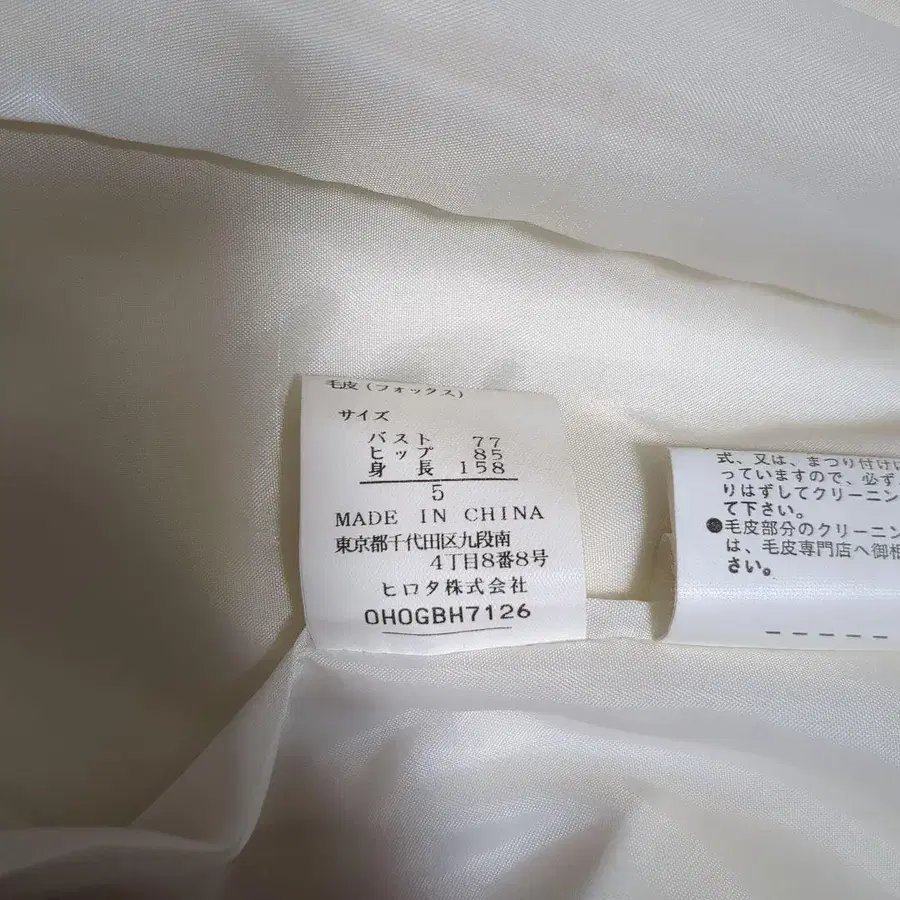 毛皮(フォックス)
サイズ
バスト 77
ヒップ 85
身 長 158
5
MADE IN CHINA
東京都千代田区九段南
4丁目8番8号
ヒロタ株式会社
OHOGBH7126
式、又は、まつり付け
っていますので、必ず
りはずしてクリーニン
て下さい。
●毛皮部分のクリーニン
は、毛皮専門店へ御相
さい。